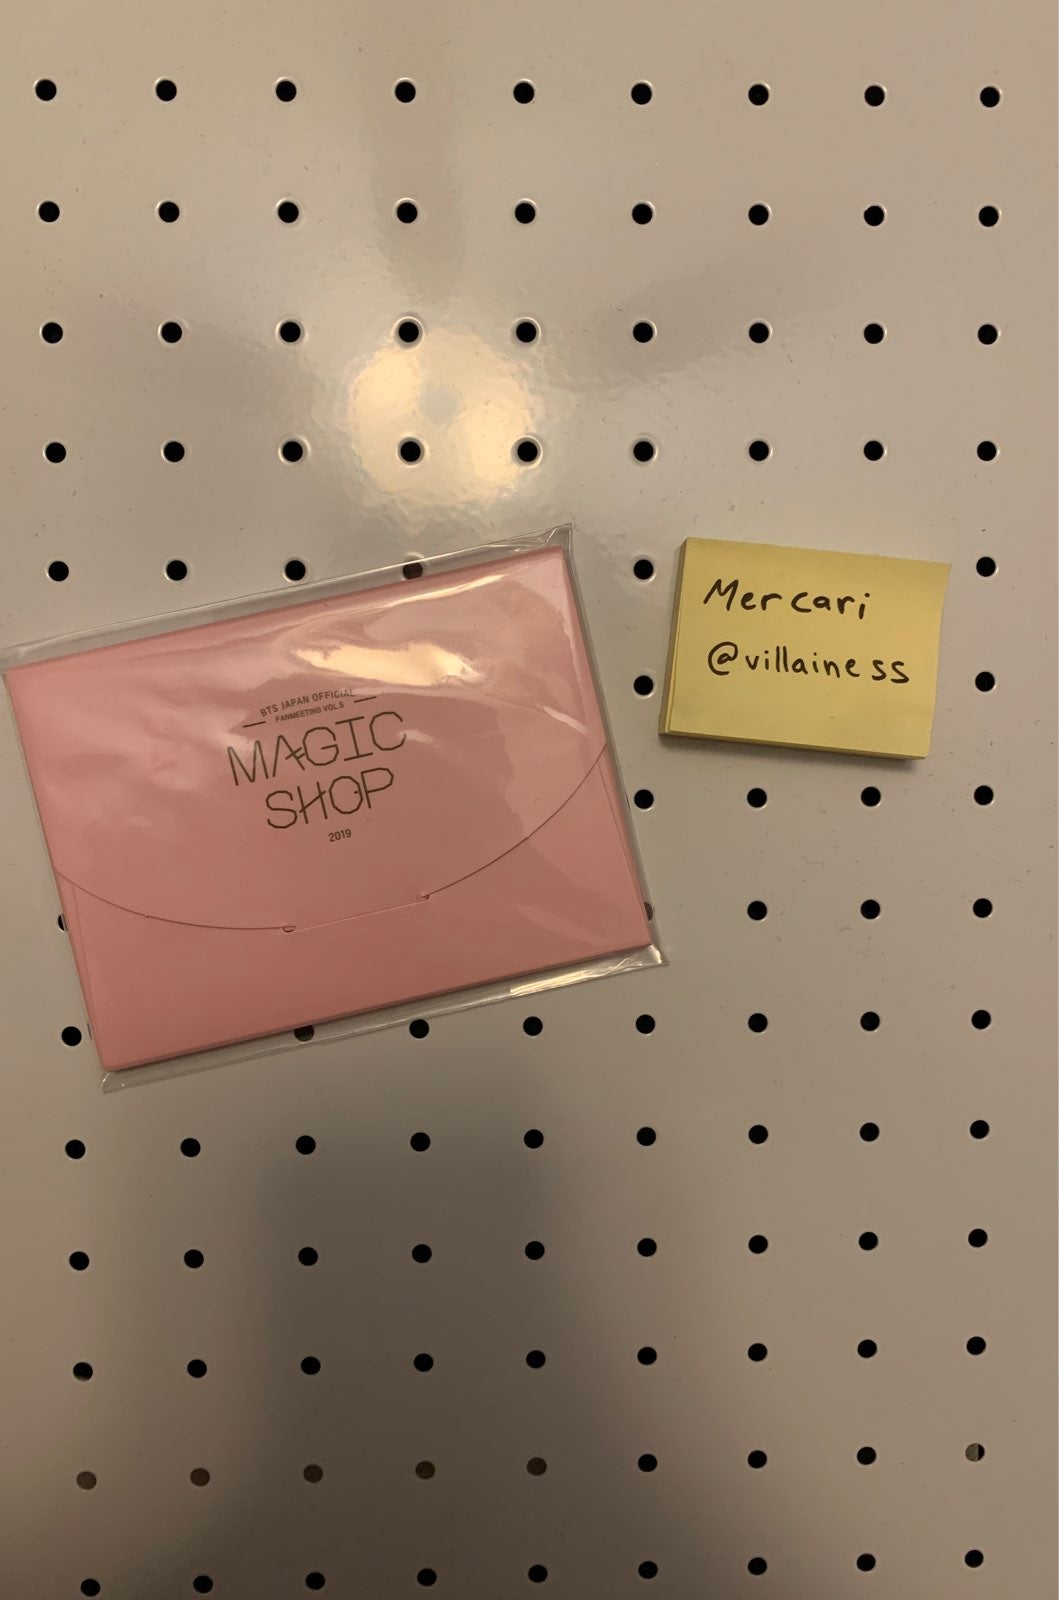 BTS JAPAN OFFICIAL
FANMEETING VOL.5
MAGIC
SHOP
2019
Mercari
@villainess